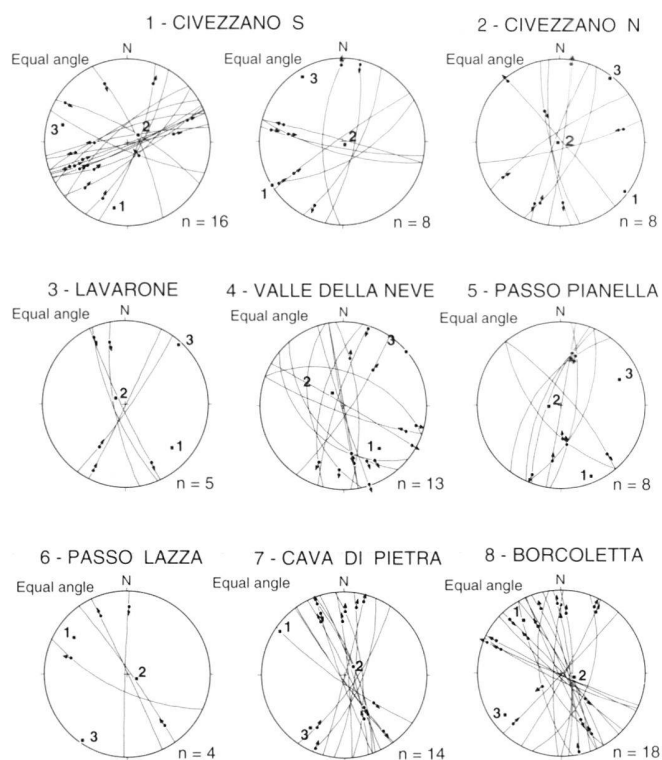 1 - CIVEZZANO S
2 - CIVEZZANO N
Equal angle N Equal angle N Equal angle N
3 2 1 n = 16
3 2 1 n = 8
3 2 1 n = 8
3 - LAVARONE
4 - VALLE DELLA NEVE
5 - PASSO PIANELLA
Equal angle N Equal angle N Equal angle N
3 2 1 n = 5
3 2 1 n = 13
3 2 1 n = 8
6 - PASSO LAZZA
7 - CAVA DI PIETRA
8 - BORCOLETTA
Equal angle N Equal angle N Equal angle N
1 2 3 n = 4
1 2 3 n = 14
1 2 3 n = 18